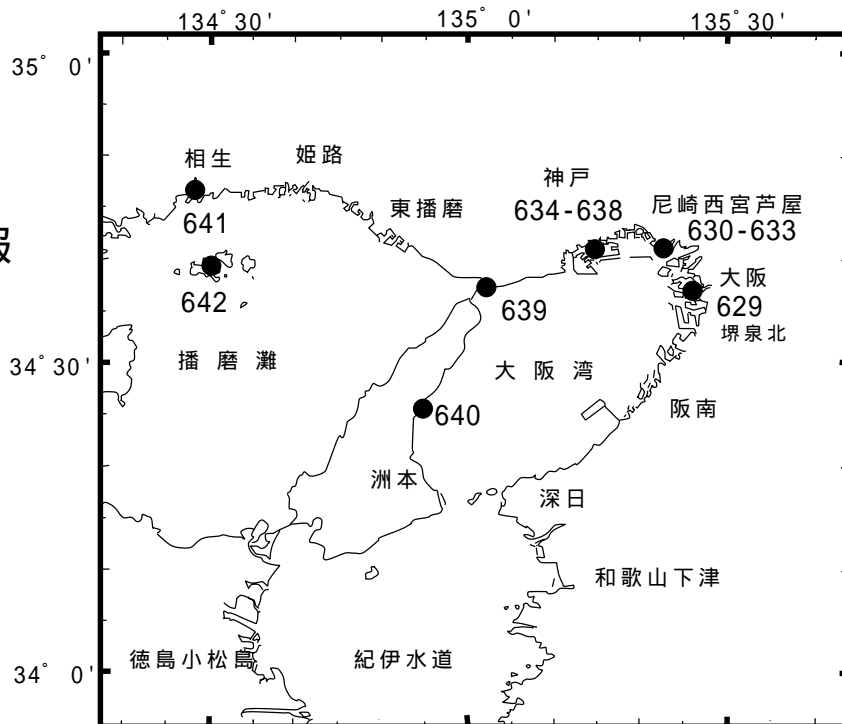 134°30' 135°0' 135°30'
35°0'
相生
姫路
神戸
東播磨
634-638
尼崎西宮芦屋
641
630-633
報
642
639
大阪
629
堺泉北
播磨灘
34°30'
大阪湾
640
阪南
洲本
深日
和歌山下津
徳島小松島
紀伊水道
34°0'